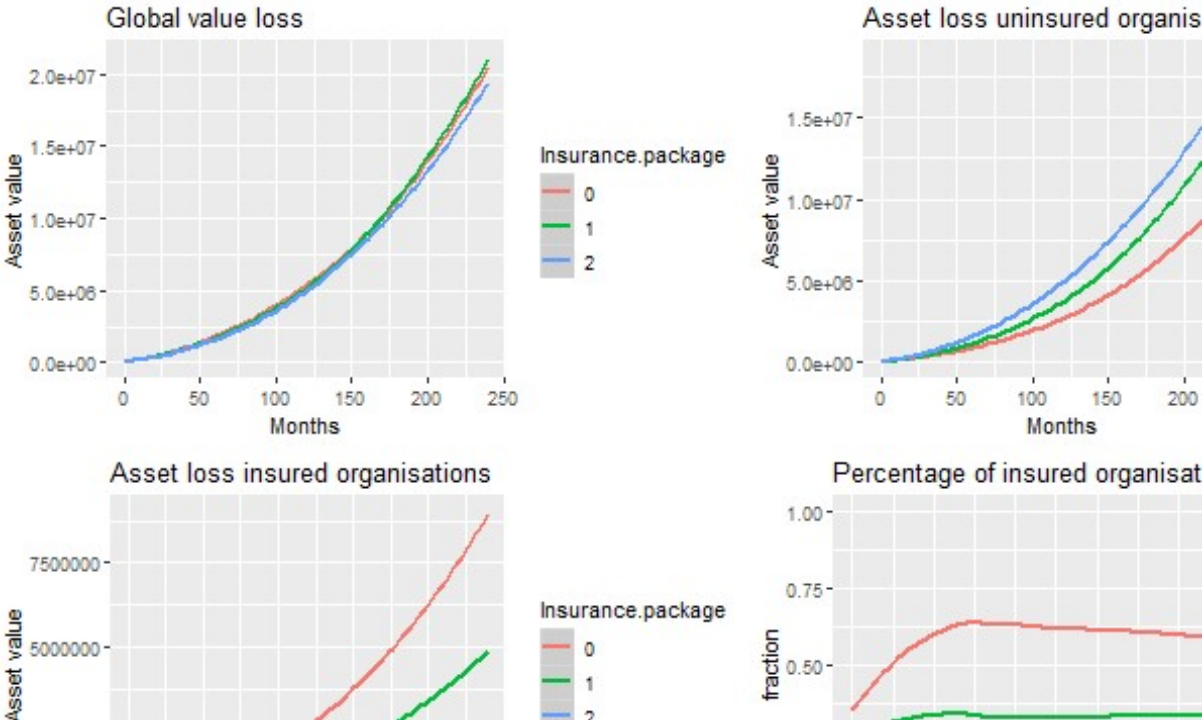 Global value loss
2.0e+07
1.5e+07
1.0e+07
5.0e+06
0.0e+00
Asset value
0 50 100 150 200 250
Months
Insurance.package
0
1
2
Asset loss uninsured organis
1.5e+07
1.0e+07
5.0e+06
0.0e+00
Asset value
0 50 100 150 200
Months
Asset loss insured organisations
7500000
5000000
Asset value
Insurance.package
0
1
2
Percentage of insured organisat
1.00
0.75
0.50
fraction